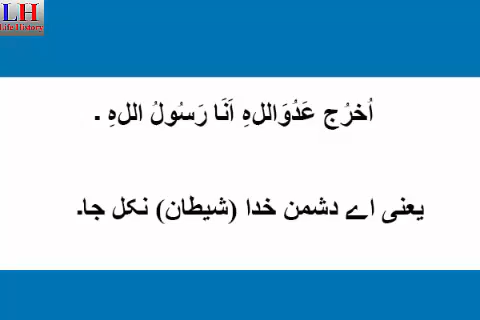 LH
Life History
اُخرُج عَدُوَاللہِ اَنَا رَسُولُ اللہِ .
یعنی اے دشمن خدا (شیطان) نکل جا۔